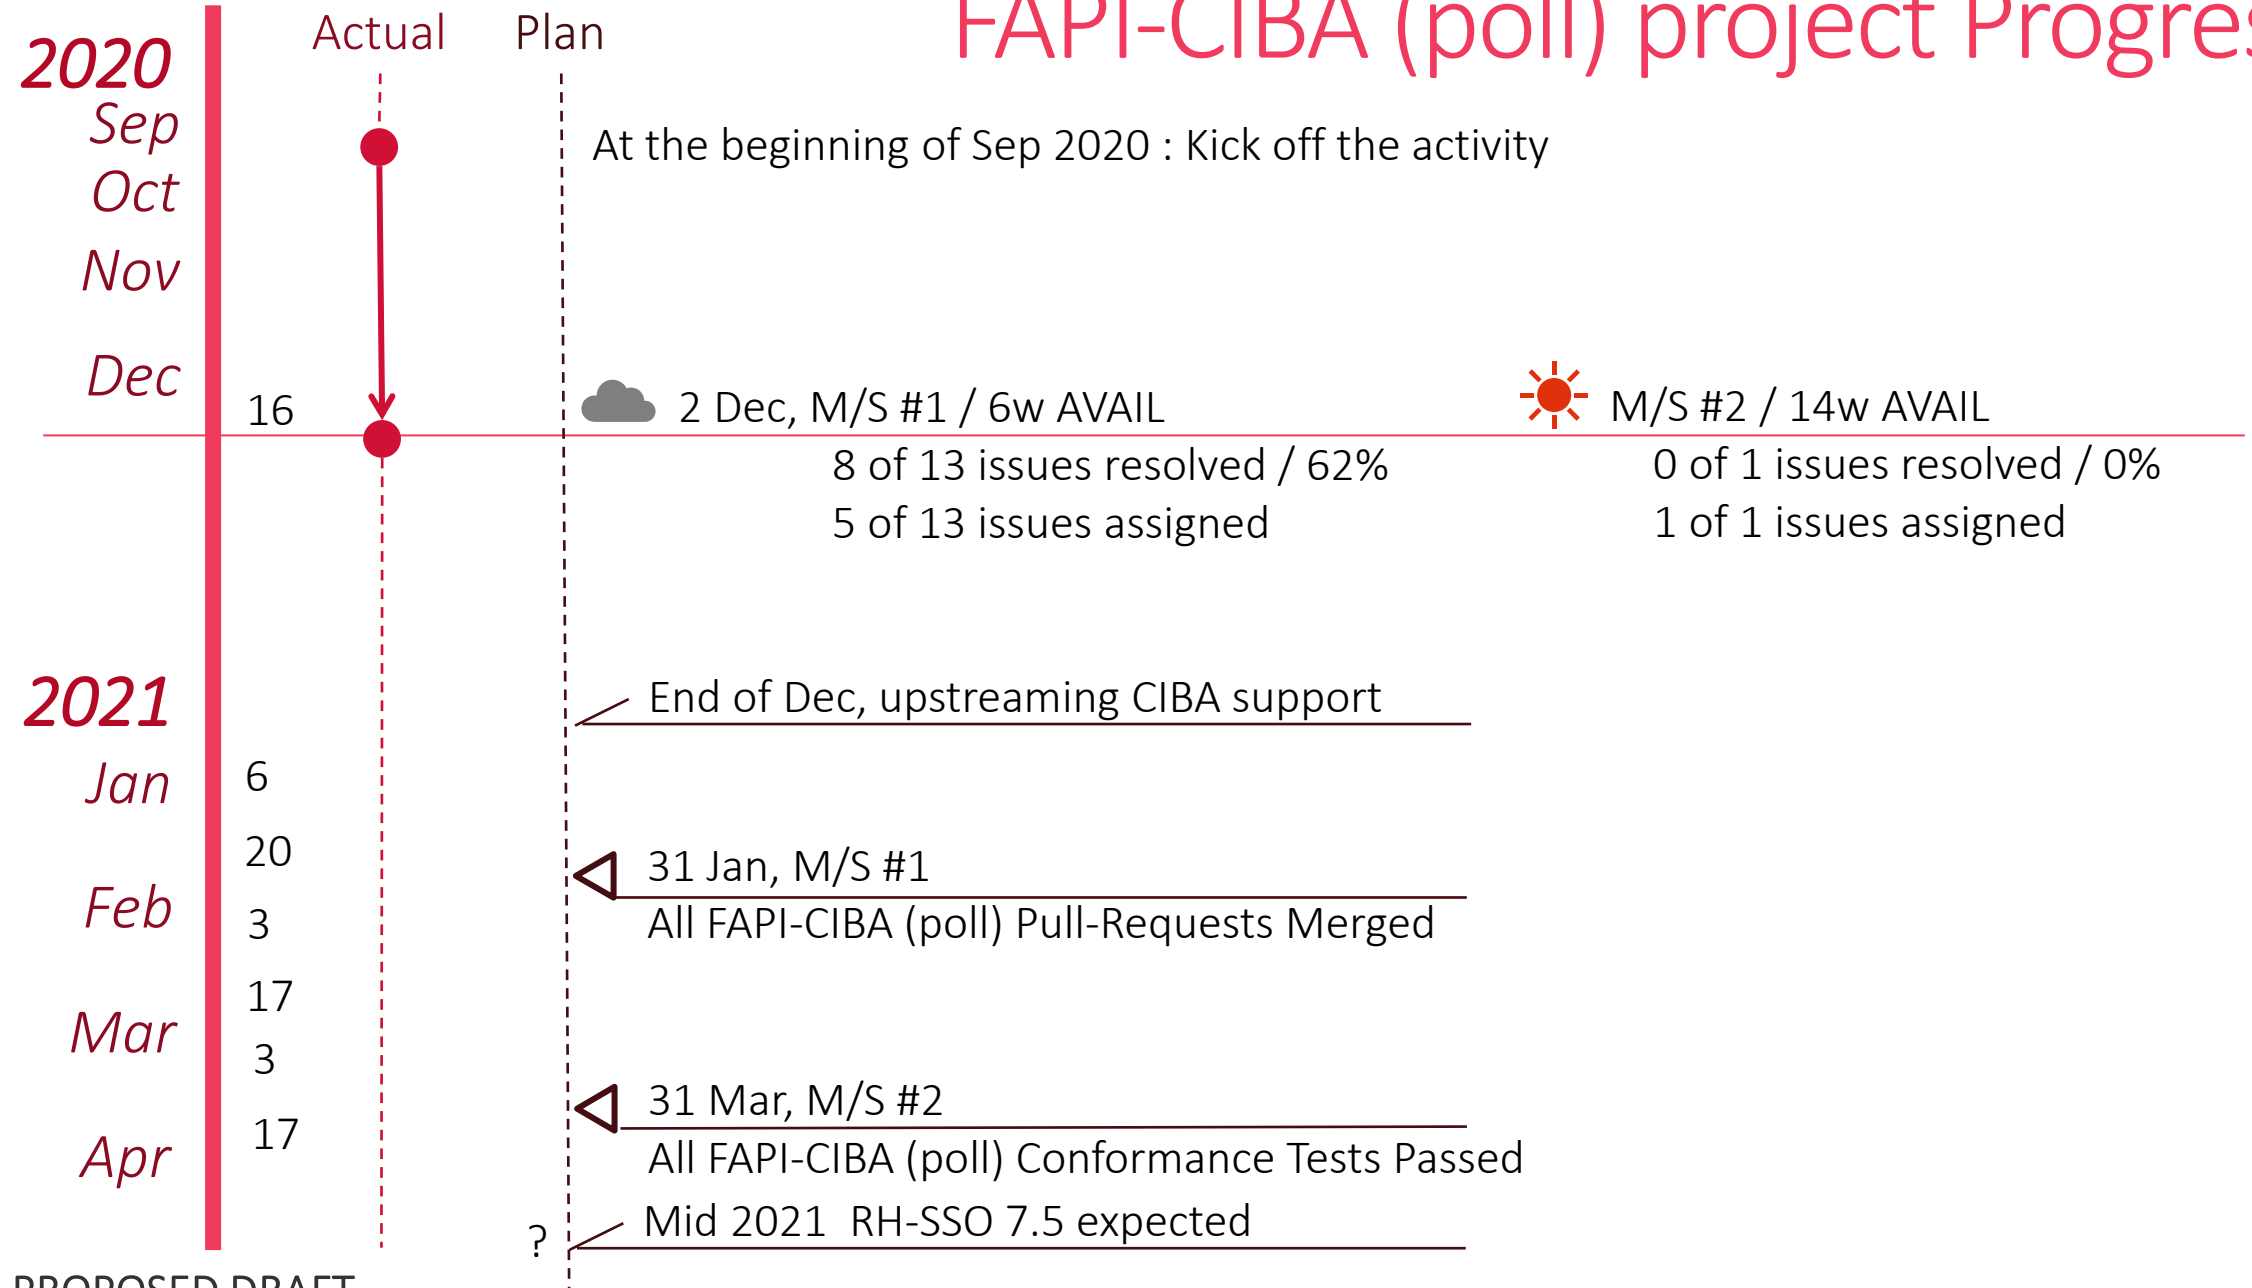 FAPI-CIBA (poll) project Progres
Actual
Plan
2020
Sep
At the beginning of Sep 2020 : Kick off the activity
Oct
Nov
Dec
16
2 Dec, M/S #1 / 6w AVAIL
8 of 13 issues resolved / 62%
5 of 13 issues assigned
M/S #2 / 14w AVAIL
0 of 1 issues resolved / 0%
1 of 1 issues assigned
End of Dec, upstreaming CIBA support
2021
Jan
6
20
31 Jan, M/S #1
All FAPI-CIBA (poll) Pull-Requests Merged
Feb
3
17
Mar
3
31 Mar, M/S #2
All FAPI-CIBA (poll) Conformance Tests Passed
17
Apr
?
Mid 2021 RH-SSO 7.5 expected
PROPOSED DRAFT